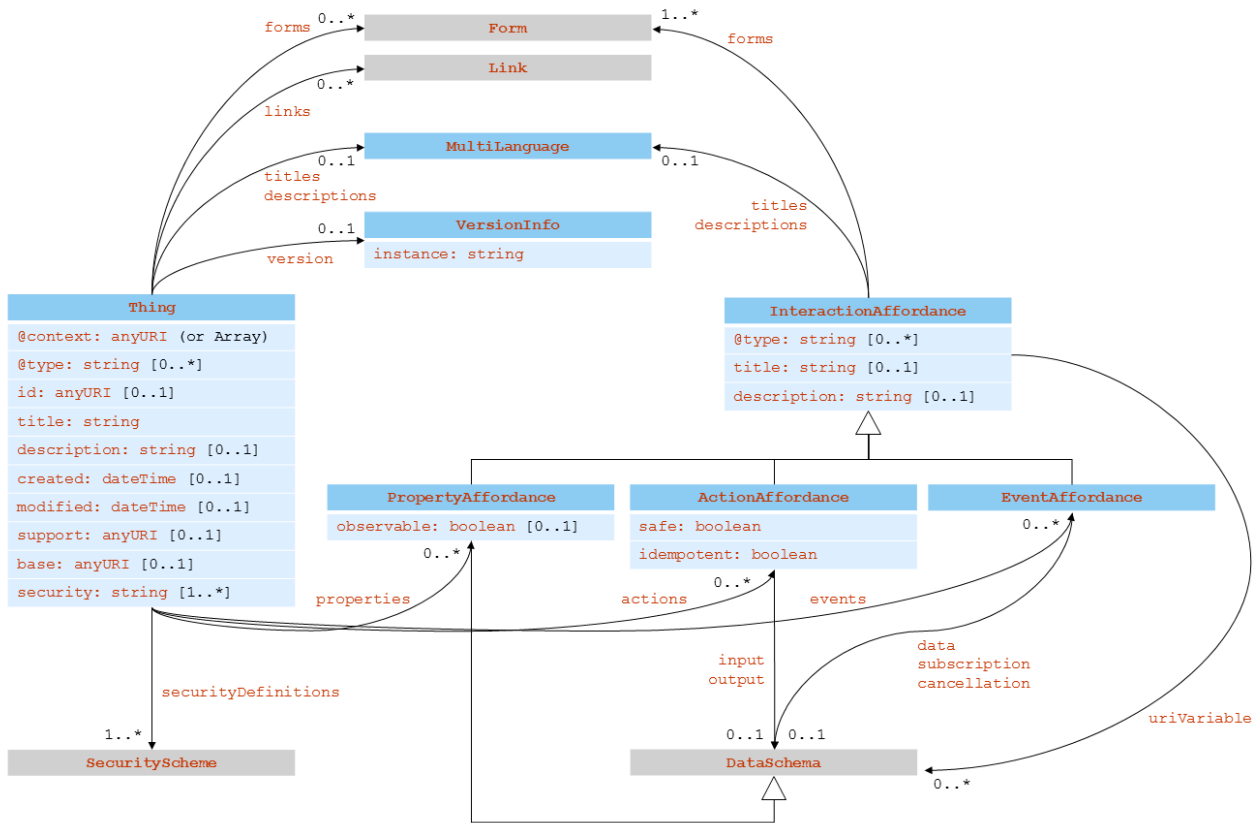 0..*
1..*
forms
Form
forms
Link
0..*
links
MultiLanguage
0..1
0..1
titles
descriptions
titles
descriptions
VersionInfo
0..1
instance: string
version
Thing
@context: anyURI (or Array)
@type: string [0..*]
id: anyURI [0..1]
title: string
description: string [0..1]
created: dateTime [0..1]
modified: dateTime [0..1]
support: anyURI [0..1]
base: anyURI [0..1]
security: string [1..*]
InteractionAffordance
@type: string [0..*]
title: string [0..1]
description: string [0..1]
PropertyAffordance
observable: boolean [0..1]
0..*
ActionAffordance
safe: boolean
idempotent: boolean
0..*
EventAffordance
0..*
properties
actions
events
input
output
data
subscription
cancellation
securityDefinitions
uriVariable
1..*
SecurityScheme
0..1
0..1
DataSchema
0..*